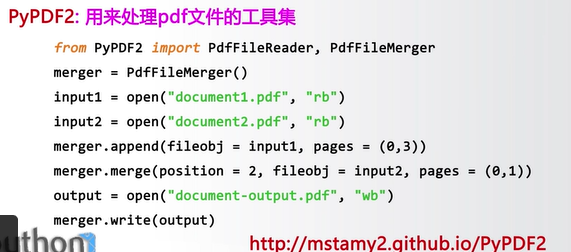 PyPDF2: 用来处理pdf文件的工具集
from PyPDF2 import PdfFileReader, PdfFileMerger
merger = PdfFileMerger()
input1 = open("document1.pdf", "rb")
input2 = open("document2.pdf", "rb")
merger.append(fileobj = input1, pages = (0,3))
merger.merge(position = 2, fileobj = input2, pages = (0,1))
output = open("document-output.pdf", "wb")
merger.write(output)
http://mstamy2.github.io/PyPDF2